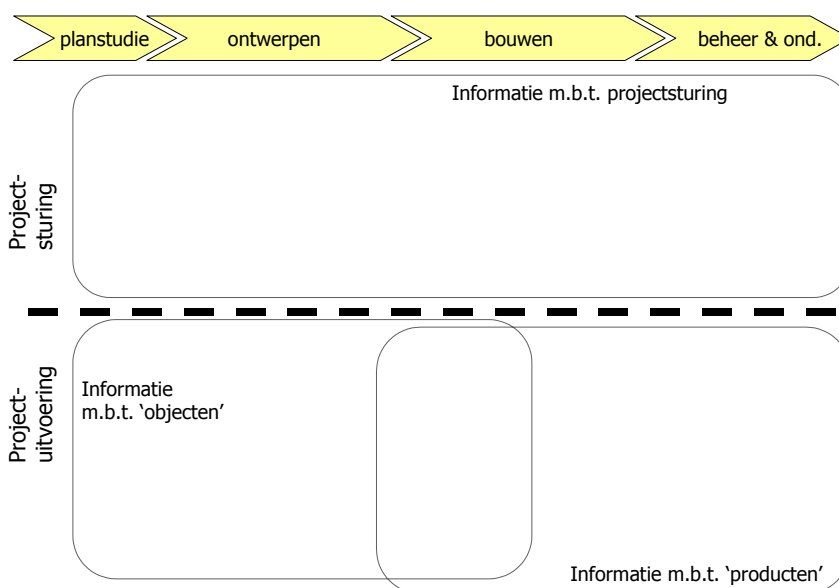 planstudie
ontwerpen
bouwen
beheer & ond.
Informatie m.b.t. projectsturing
Project-
sturing
Project-
uitvoering
Informatie
m.b.t. ‘objecten’
Informatie m.b.t. ‘producten’